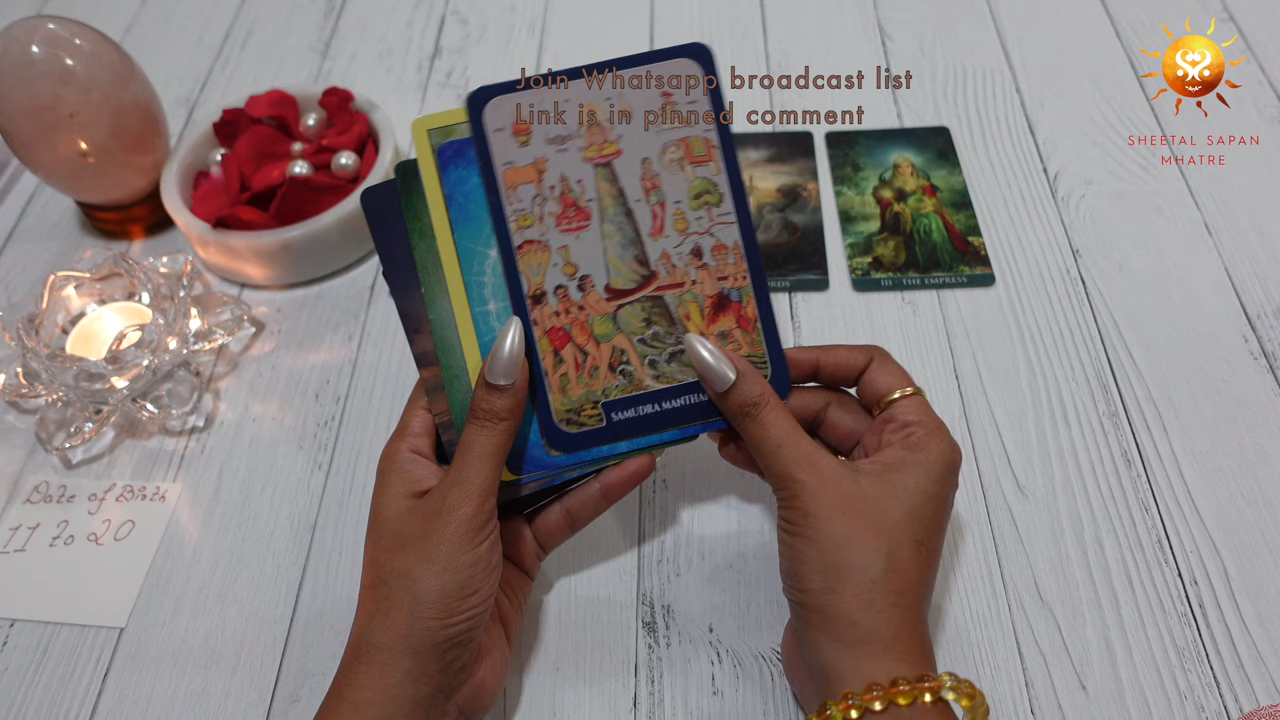 Join Whatsapp broadcast list
Link is in pinned comment
SHEETAL SAPAN
MHATRE
III - THE EMPRESS
SAMUDRA
Date of Birth
11 to 20